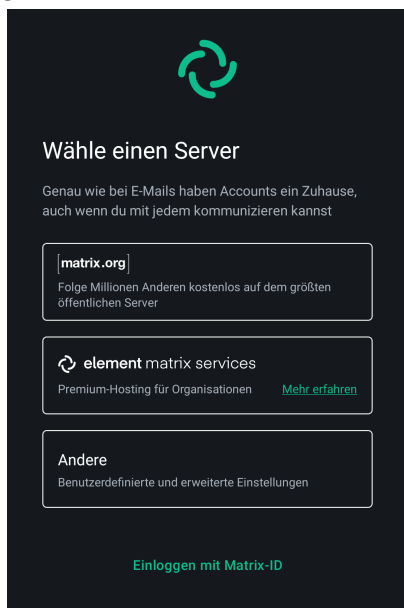 Wähle einen Server
Genau wie bei E-Mails haben Accounts ein Zuhause,
auch wenn du mit jedem kommunizieren kannst
[matrix.org]
Folge Millionen Anderen kostenlos auf dem größten
öffentlichen Server
element matrix services
Premium-Hosting für Organisationen Mehr erfahren
Andere
Benutzerdefinierte und erweiterte Einstellungen
Einloggen mit Matrix-ID